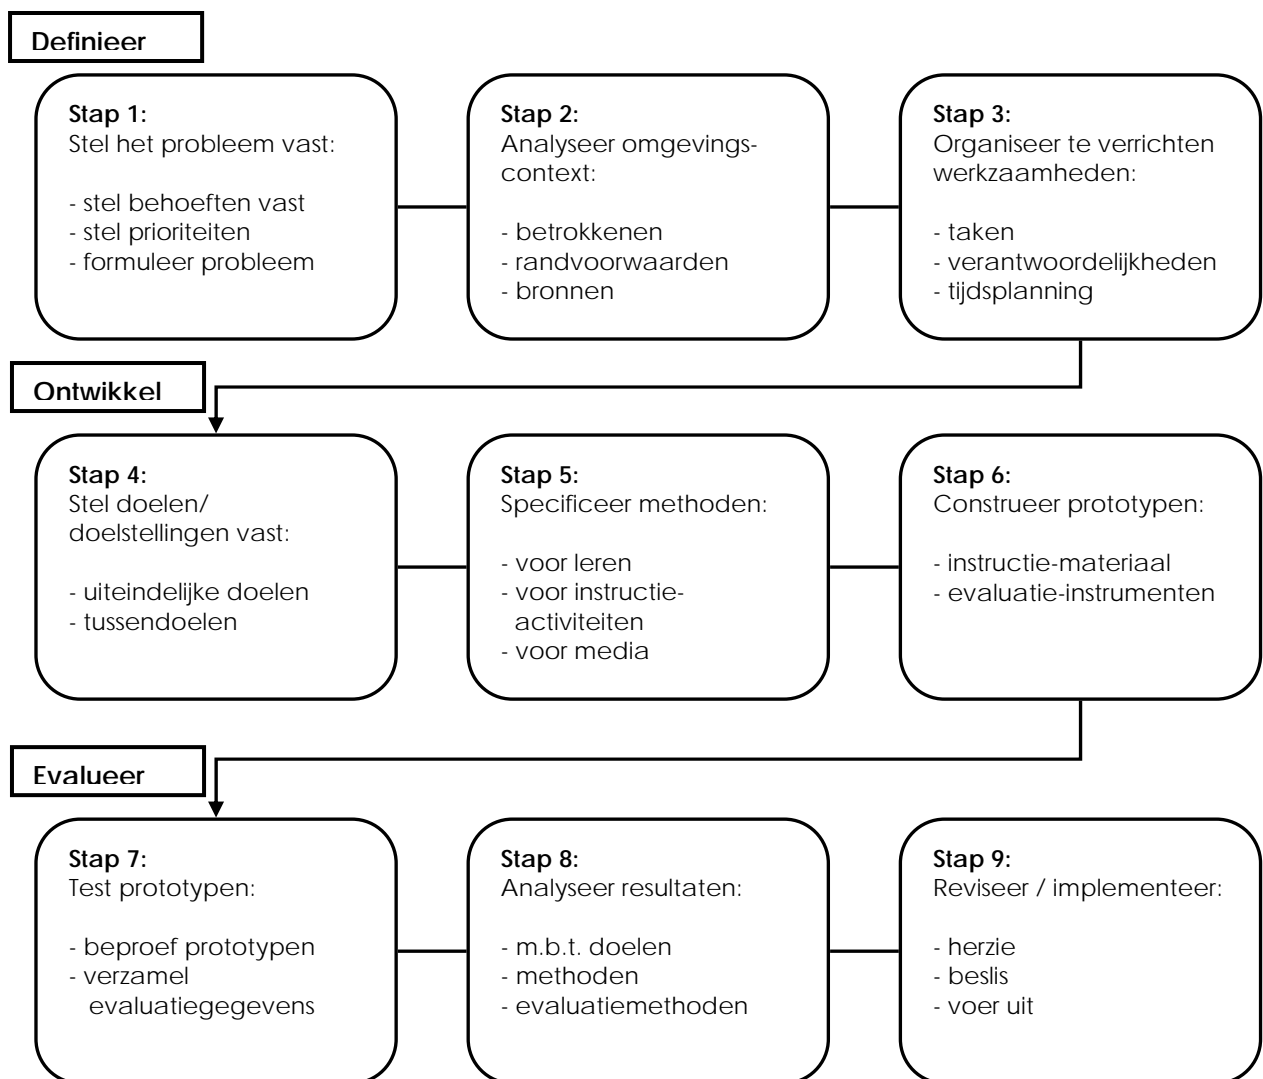 Definieer
Stap 1:
Stel het probleem vast:
- stel behoeften vast
- stel prioriteiten
- formuleer probleem
Stap 2:
Analyseer omgevings-
context:
- betrokkenen
- randvoorwaarden
- bronnen
Stap 3:
Organiseer te verrichten
werkzaamheden:
- taken
- verantwoordelijkheden
- tijdsplanning
Ontwikkel
Stap 4:
Stel doelen/
doelstellingen vast:
- uiteindelijke doelen
- tussendoelen
Stap 5:
Specificeer methoden:
- voor leren
- voor instructie-
activiteiten
- voor media
Stap 6:
Construeer prototypen:
- instructie-materiaal
- evaluatie-instrumenten
Evalueer
Stap 7:
Test prototypen:
- beproef prototypen
- verzamel
evaluatiegegevens
Stap 8:
Analyseer resultaten:
- m.b.t. doelen
- methoden
- evaluatiemethoden
Stap 9:
Reviseer / implementeer:
- herzie
- beslis
- voer uit